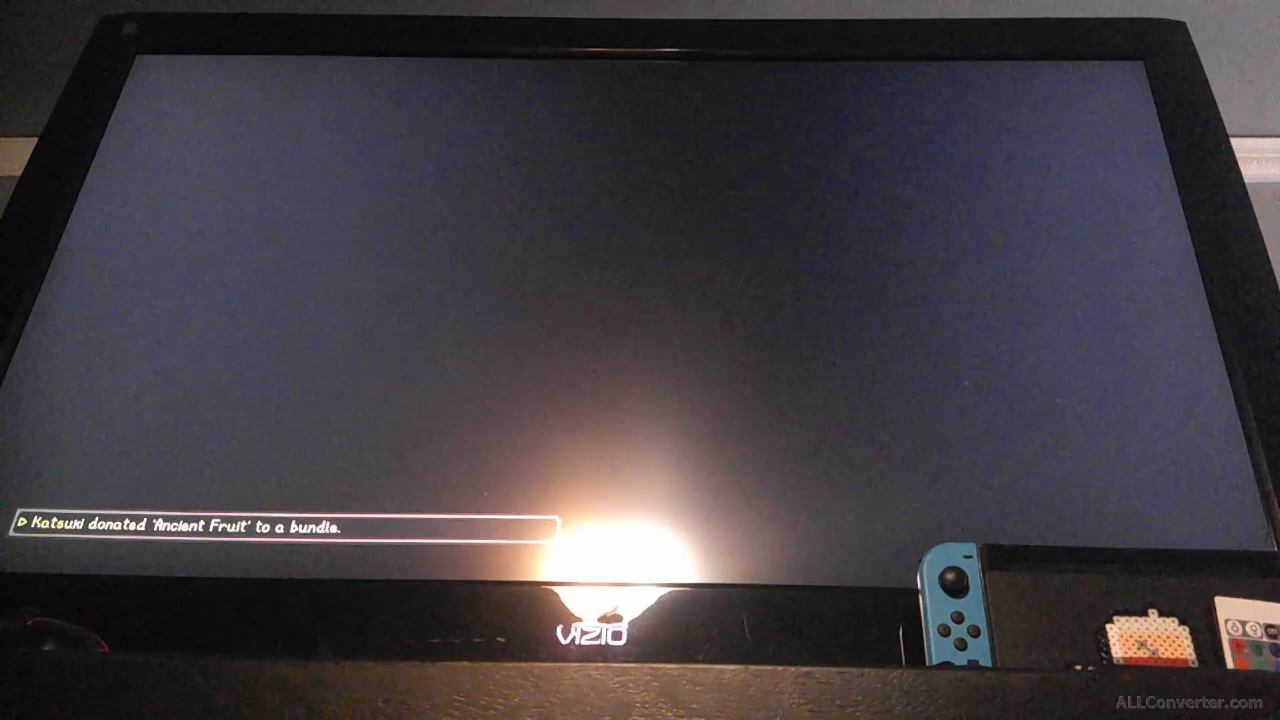 Katsuki donated 'Ancient Fruit' to a bundle.
VIZIO
ALLConverter.com